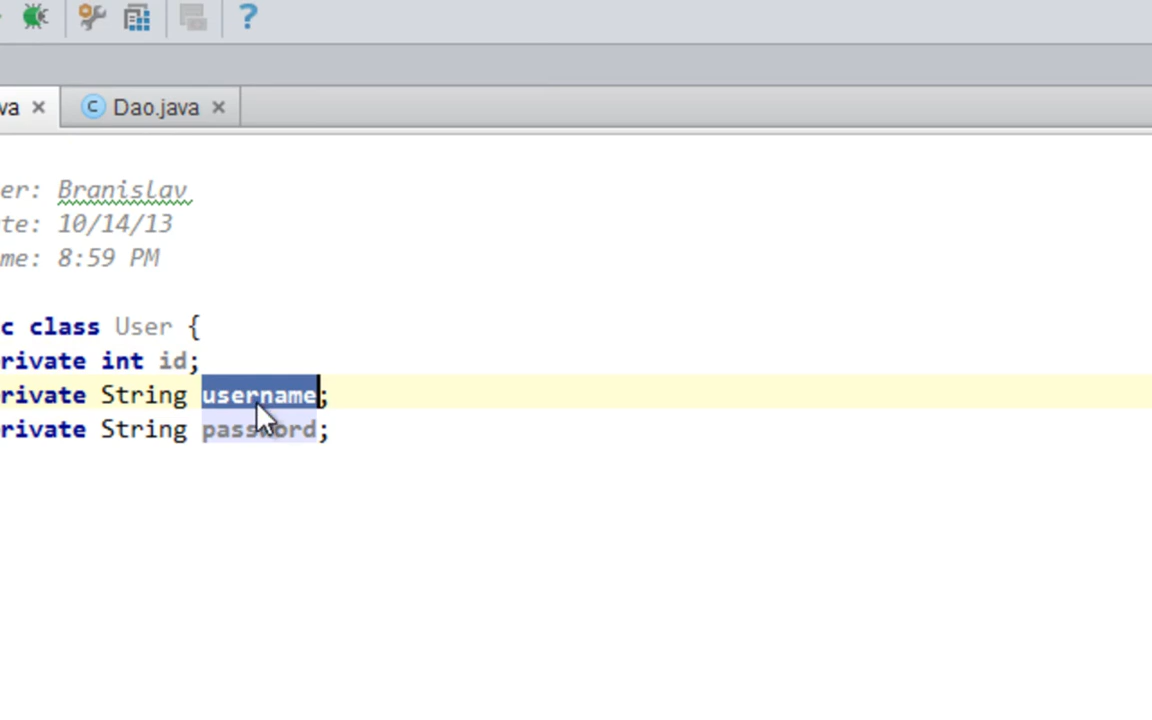 va Dao.java
er: Branislav
te: 10/14/13
me: 8:59 PM
c class User {
rivate int id;
rivate String username;
rivate String password;